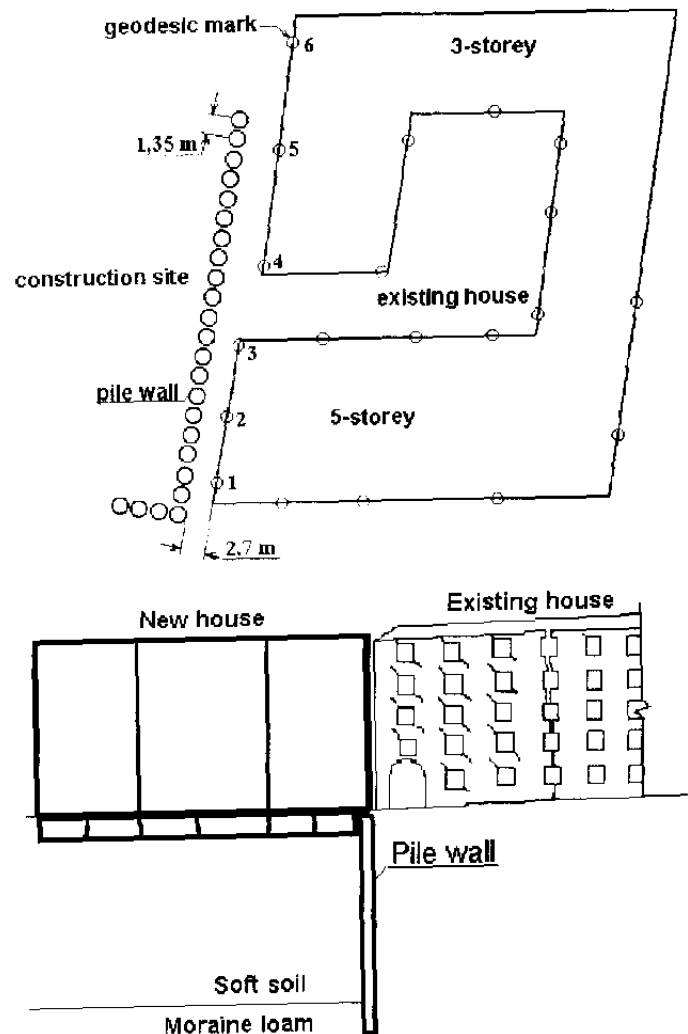 geodesic mark
6
3-storey
1,35 m
5
construction site
4
existing house
3
pile wall
2
5-storey
1
2,7 m
New house
Existing house
Pile wall
Soft soil
Moraine loam